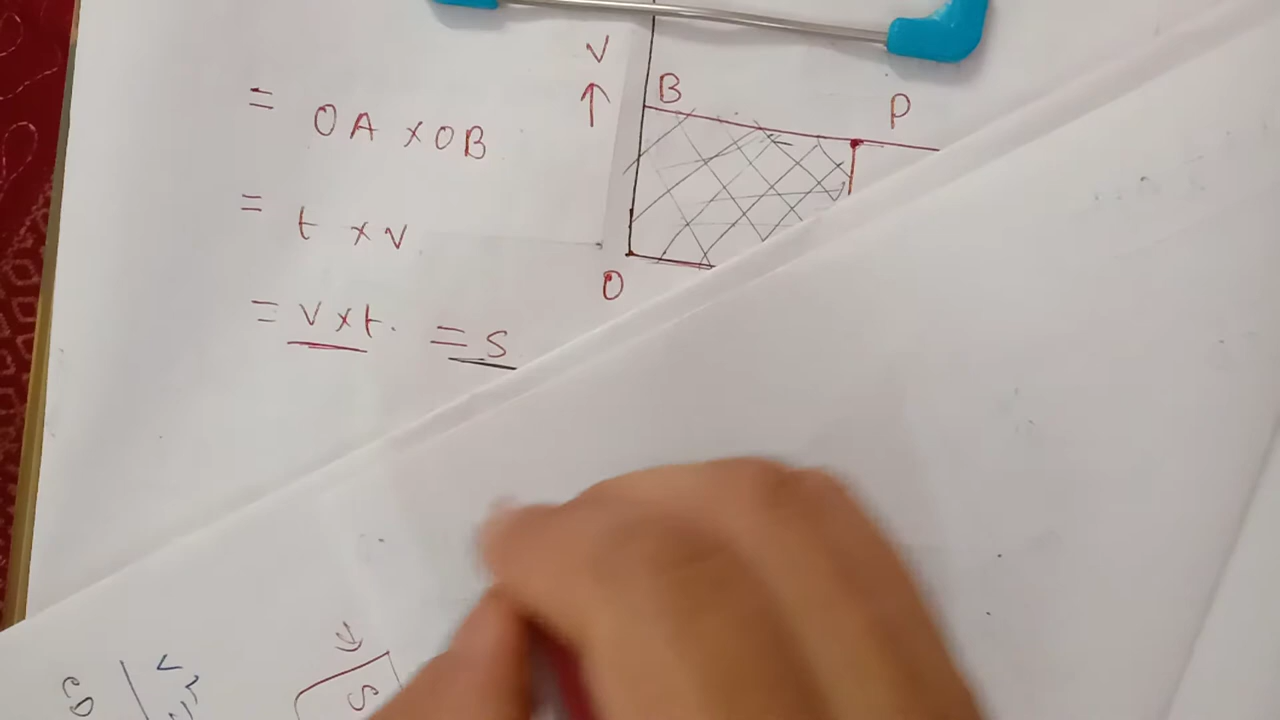 V
↑
B
P
= OA × OB
= t × v
O
= v×t. = s
S